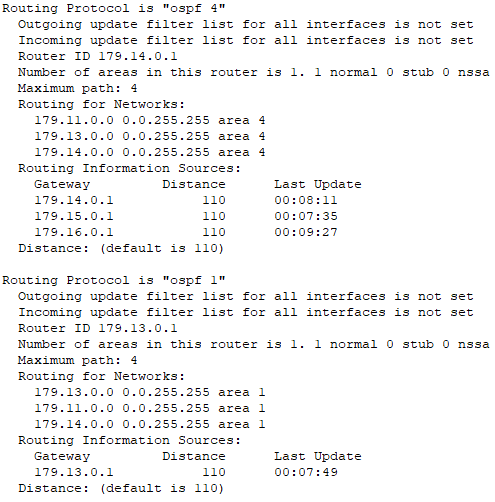 Routing Protocol is "ospf 4"
Outgoing update filter list for all interfaces is not set
Incoming update filter list for all interfaces is not set
Router ID 179.14.0.1
Number of areas in this router is 1. 1 normal 0 stub 0 nssa
Maximum path: 4
Routing for Networks:
179.11.0.0 0.0.255.255 area 4
179.13.0.0 0.0.255.255 area 4
179.14.0.0 0.0.255.255 area 4
Routing Information Sources:
Gateway Distance Last Update
179.14.0.1 110 00:08:11
179.15.0.1 110 00:07:35
179.16.0.1 110 00:09:27
Distance: (default is 110)
Routing Protocol is "ospf 1"
Outgoing update filter list for all interfaces is not set
Incoming update filter list for all interfaces is not set
Router ID 179.13.0.1
Number of areas in this router is 1. 1 normal 0 stub 0 nssa
Maximum path: 4
Routing for Networks:
179.13.0.0 0.0.255.255 area 1
179.11.0.0 0.0.255.255 area 1
179.14.0.0 0.0.255.255 area 1
Routing Information Sources:
Gateway Distance Last Update
179.13.0.1 110 00:07:49
Distance: (default is 110)